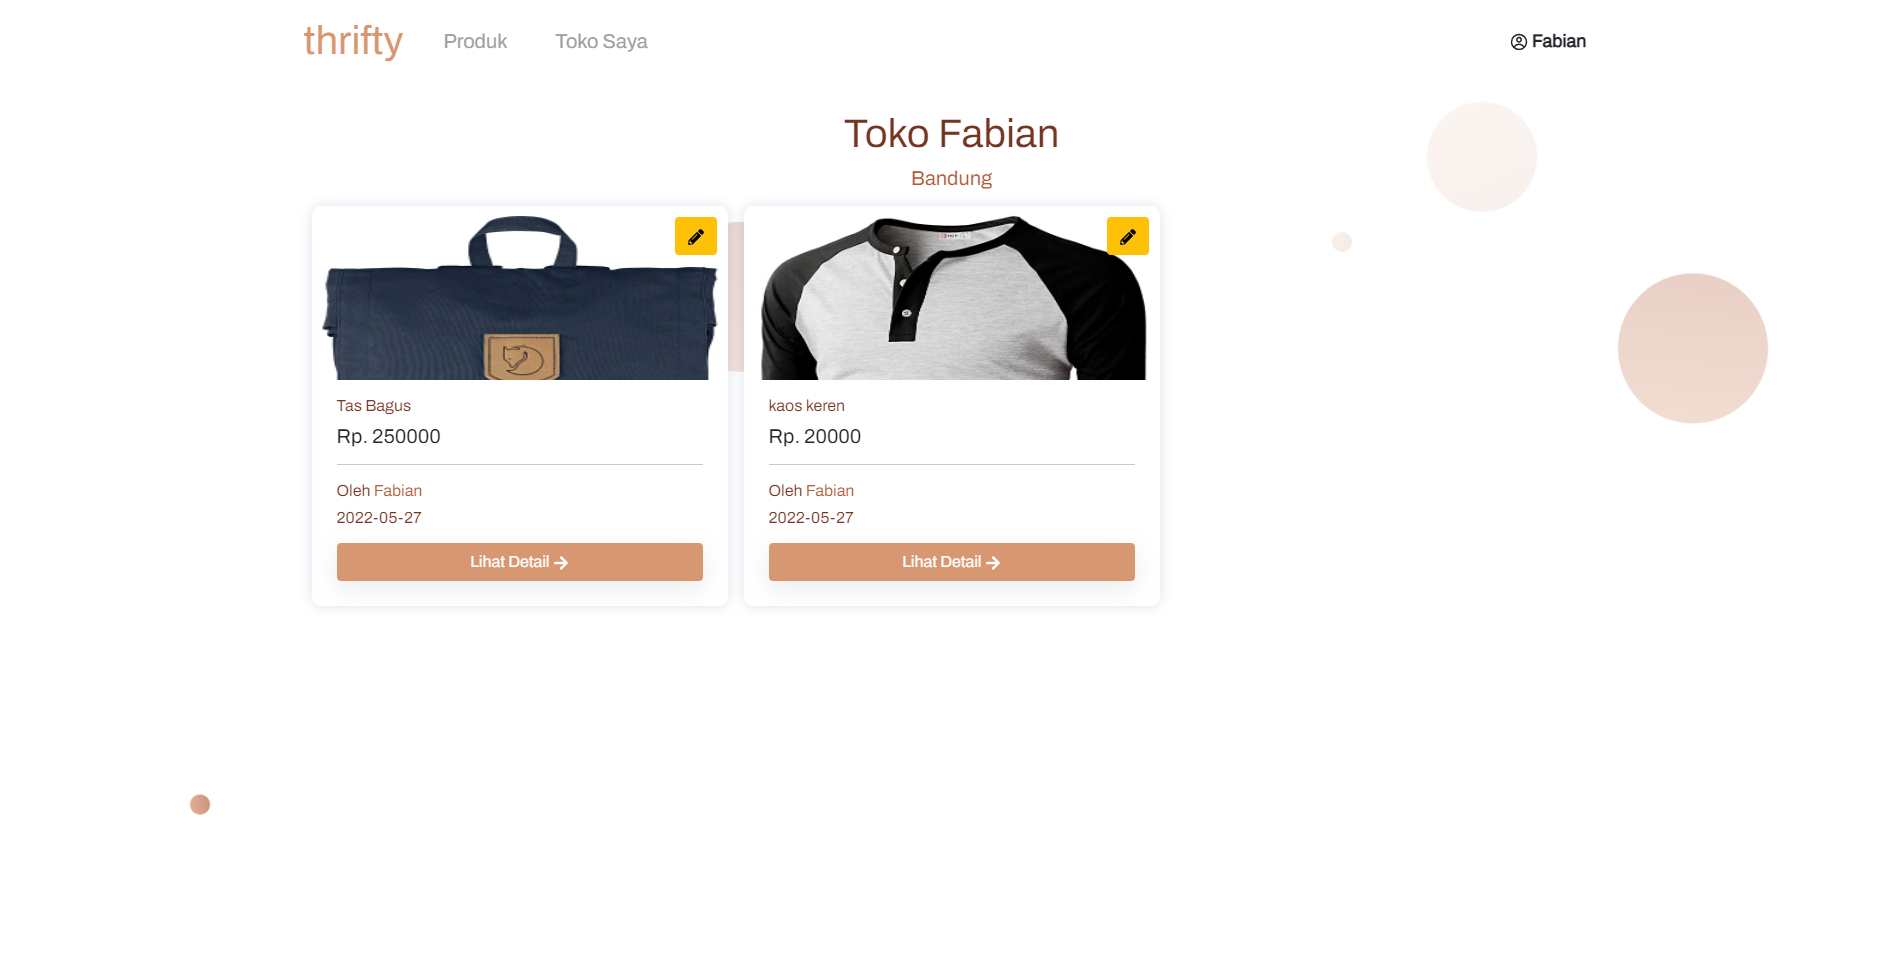 thrifty
Produk
Toko Saya
Fabian
Toko Fabian
Bandung
Tas Bagus
Rp. 250000
Oleh Fabian
2022-05-27
Lihat Detail
kaos keren
Rp. 20000
Oleh Fabian
2022-05-27
Lihat Detail